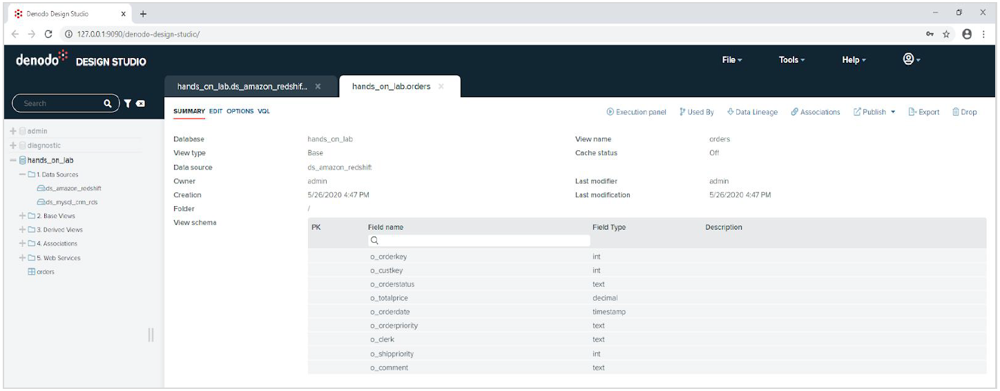 Denodo Design Studio x +
127.0.0.1:9090/denodo-design-studio/
denodo DESIGN STUDIO File Tools Help
hands_on_lab.ds_amazon_redshif... x hands_on_lab.orders x
Search
SUMMARY EDIT OPTIONS VQL Execution panel Used By Data Lineage Associations Publish Export Drop
admin
diagnostic
hands_on_lab
1. Data Sources
ds_amazon_redshift
ds_mysql_crm_rds
2. Base Views
3. Derived Views
4. Associations
5. Web Services
orders
Database hands_on_lab View name orders
View type Base Cache status Off
Data source ds_amazon_redshift
Owner admin Last modifier admin
Creation 5/26/2020 4:47 PM Last modification 5/26/2020 4:47 PM
Folder /
View schema
PK Field name Field Type Description
o_orderkey int
o_custkey int
o_orderstatus text
o_totalprice decimal
o_orderdate timestamp
o_orderpriority text
o_clerk text
o_shippriority int
o_comment text